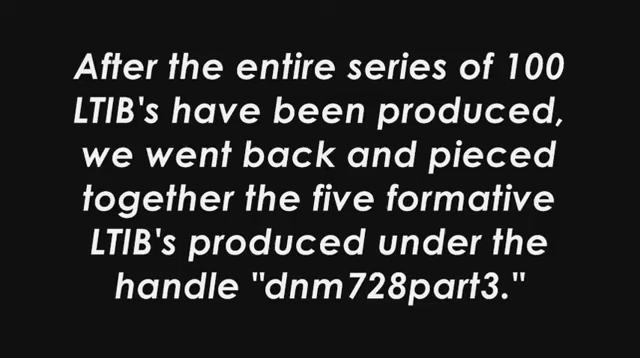 After the entire series of 100
LTIB's have been produced,
we went back and pieced
together the five formative
LTIB's produced under the
handle "dnm728part3."